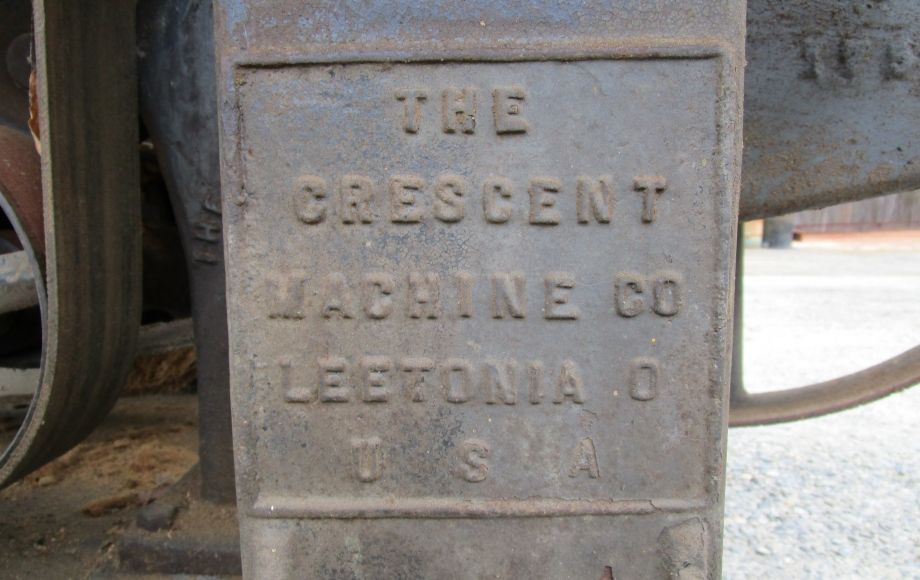 THE
CRESCENT
MACHINE CO
LEETONIA O
U S A